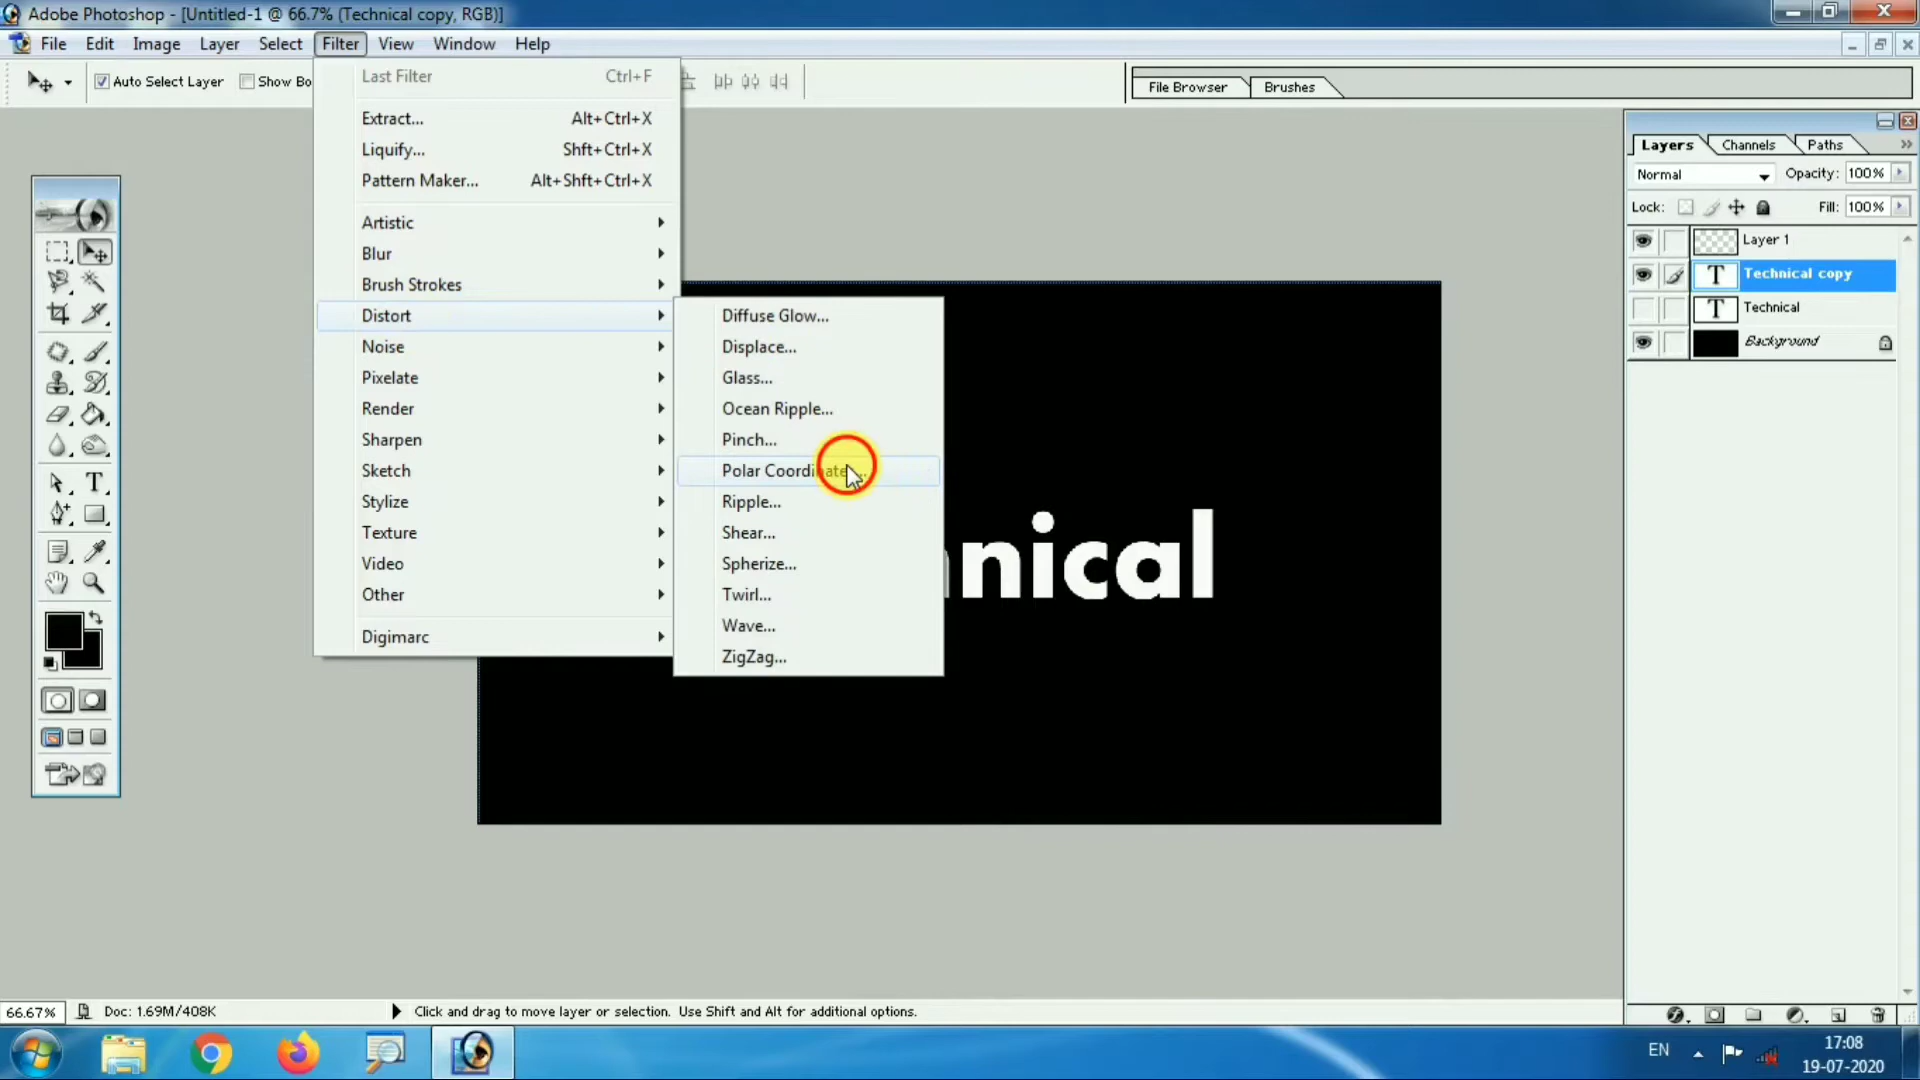 Adobe Photoshop - [Untitled-1 @ 66.7% (Technical copy, RGB)]
File Edit Image Layer Select Filter View Window Help
Auto Select Layer Show Bo
File Browser Brushes
Last Filter Ctrl+F
Extract... Alt+Ctrl+X
Liquify... Shft+Ctrl+X
Pattern Maker... Alt+Shft+Ctrl+X
Artistic
Blur
Brush Strokes
Distort
Noise
Pixelate
Render
Sharpen
Sketch
Stylize
Texture
Video
Other
Digimarc
Diffuse Glow...
Displace...
Glass...
Ocean Ripple...
Pinch...
Polar Coordinate...
Ripple...
Shear...
Spherize...
Twirl...
Wave...
ZigZag...
nical
Layers Channels Paths
Normal Opacity: 100%
Lock: Fill: 100%
Layer 1
T Technical copy
T Technical
Background
66.67% Doc: 1.69M/408K Click and drag to move layer or selection. Use Shift and Alt for additional options.
EN 17:08
19-07-2020